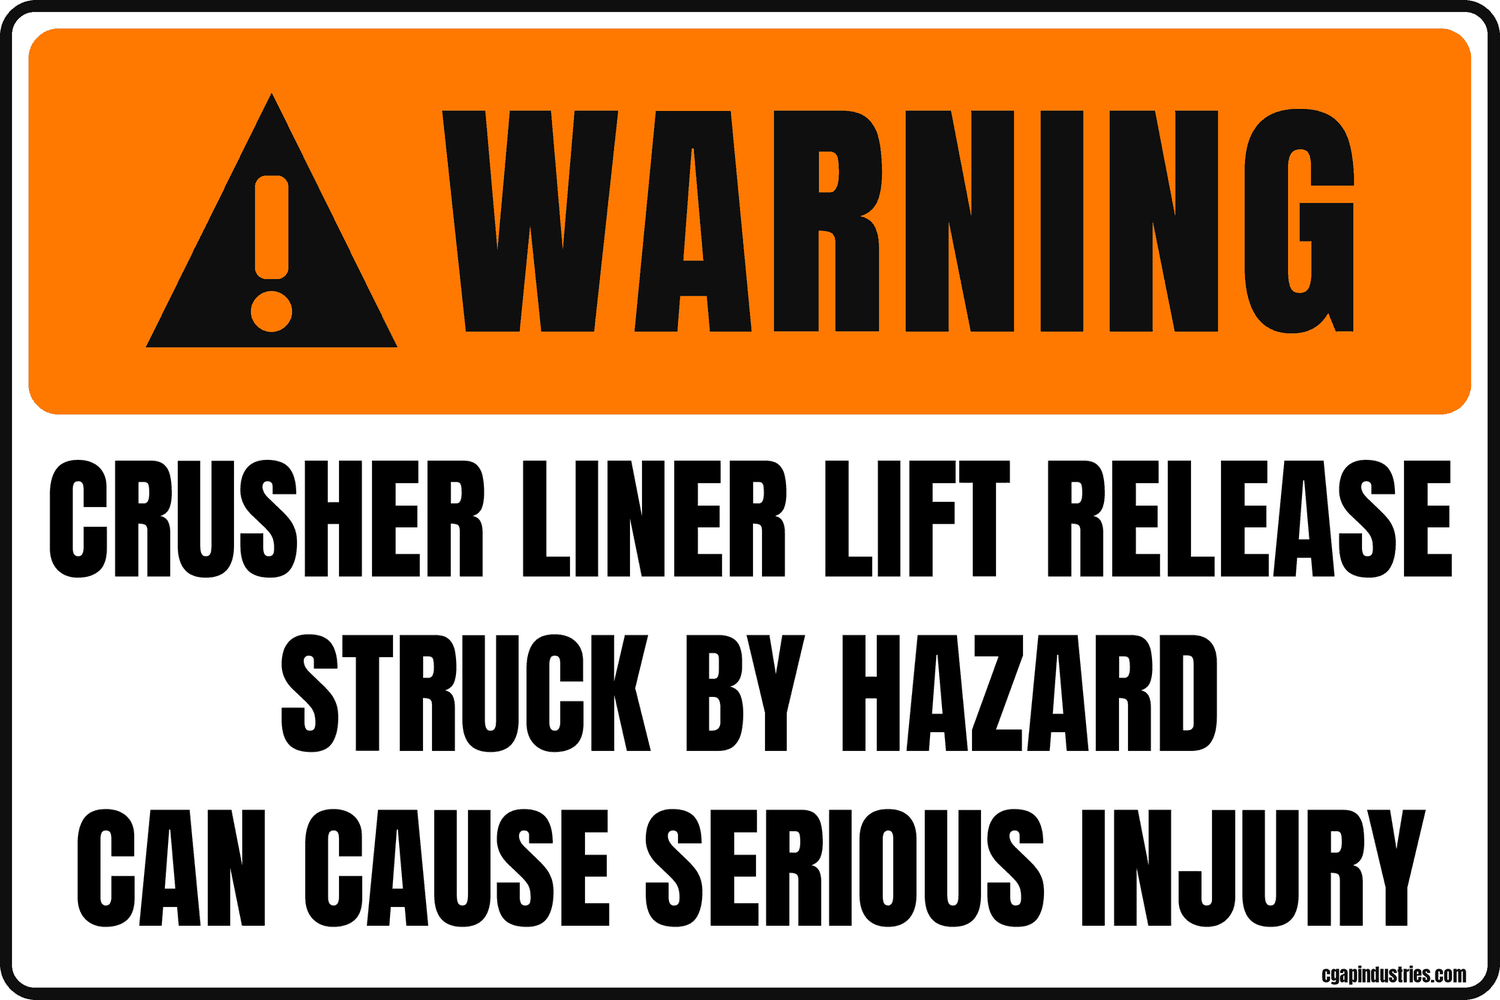 WARNING
CRUSHER LINER LIFT RELEASE
STRUCK BY HAZARD
CAN CAUSE SERIOUS INJURY
cgapindustries.com